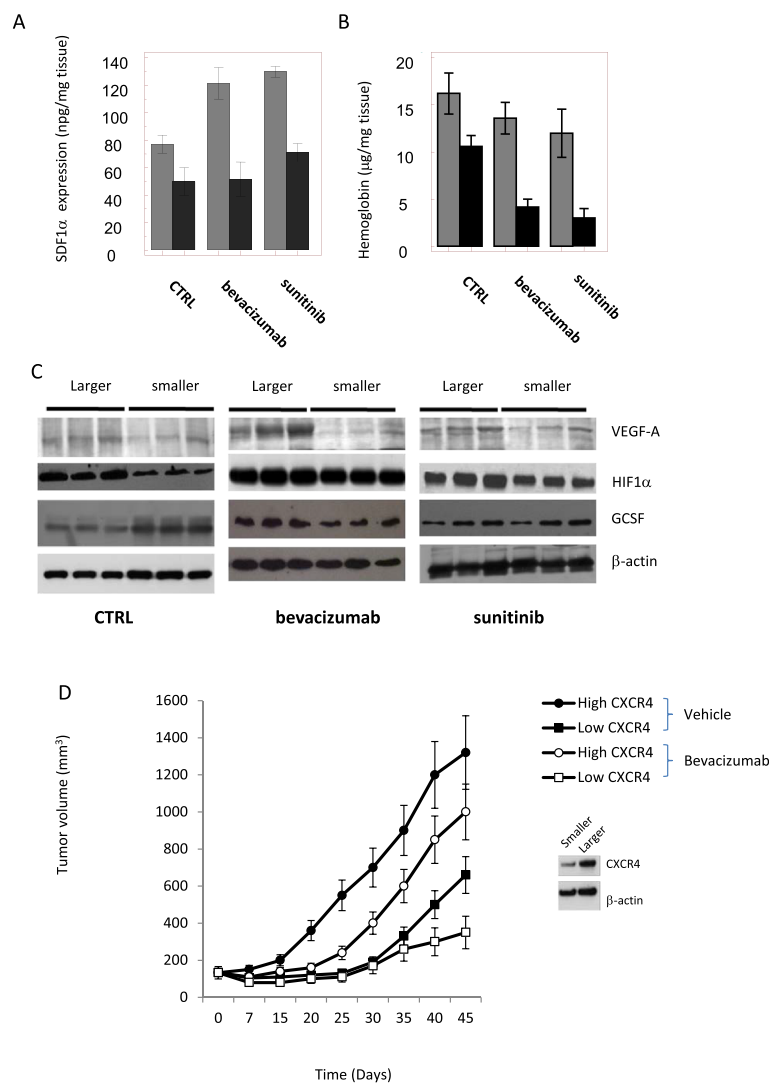 A
SDF1α expression (npg/mg tissue)
140
120
100
80
60
40
20
0
CTRL
bevacizumab
sunitinib
B
Hemoglobin (µg/mg tissue)
20
15
10
5
0
CTRL
bevacizumab
sunitinib
C
Larger smaller
Larger smaller
Larger smaller
VEGF-A
HIF1α
GCSF
β-actin
CTRL
bevacizumab
sunitinib
D
Tumor volume (mm³)
1600
1400
1200
1000
800
600
400
200
0
0 7 15 20 25 30 35 40 45
Time (Days)
High CXCR4
Low CXCR4
Vehicle
High CXCR4
Low CXCR4
Bevacizumab
Smaller
Larger
CXCR4
β-actin